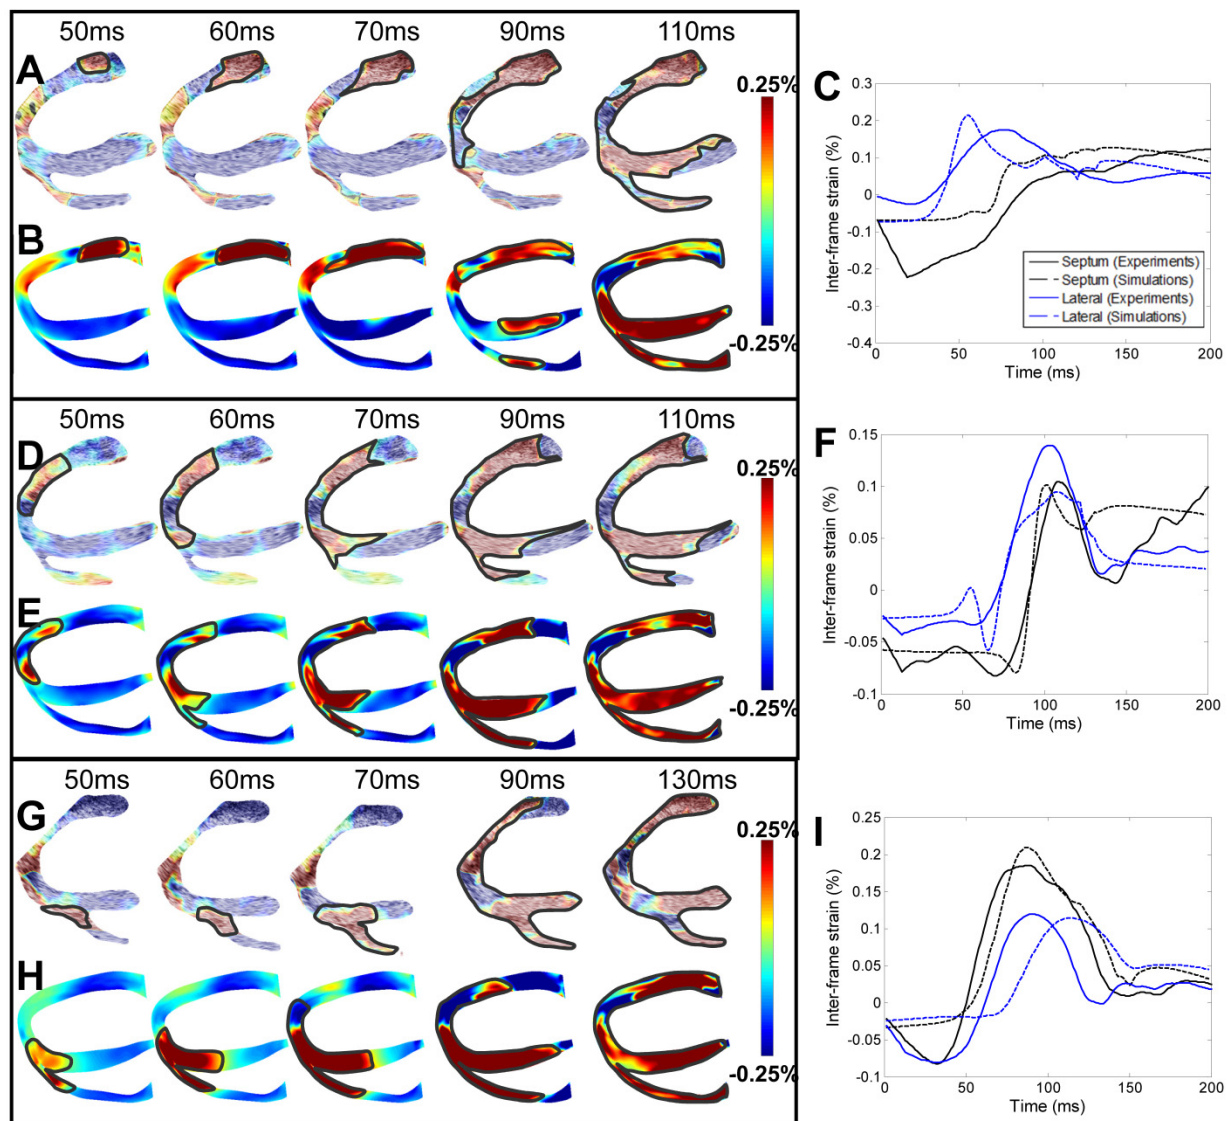 50ms 60ms 70ms 90ms 110ms
A
B
0.25%
-0.25%
C
0.3
0.2
0.1
0
-0.1
-0.2
-0.3
-0.4
Inter-frame strain (%)
Septum (Experiments)
Septum (Simulations)
Lateral (Experiments)
Lateral (Simulations)
0 50 100 150 200
Time (ms)
50ms 60ms 70ms 90ms 110ms
D
E
0.25%
-0.25%
F
0.15
0.1
0.05
0
-0.05
-0.1
Inter-frame strain (%)
0 50 100 150 200
Time (ms)
50ms 60ms 70ms 90ms 130ms
G
H
0.25%
-0.25%
I
0.25
0.2
0.15
0.1
0.05
0
-0.05
-0.1
Inter-frame strain (%)
0 50 100 150 200
Time (ms)